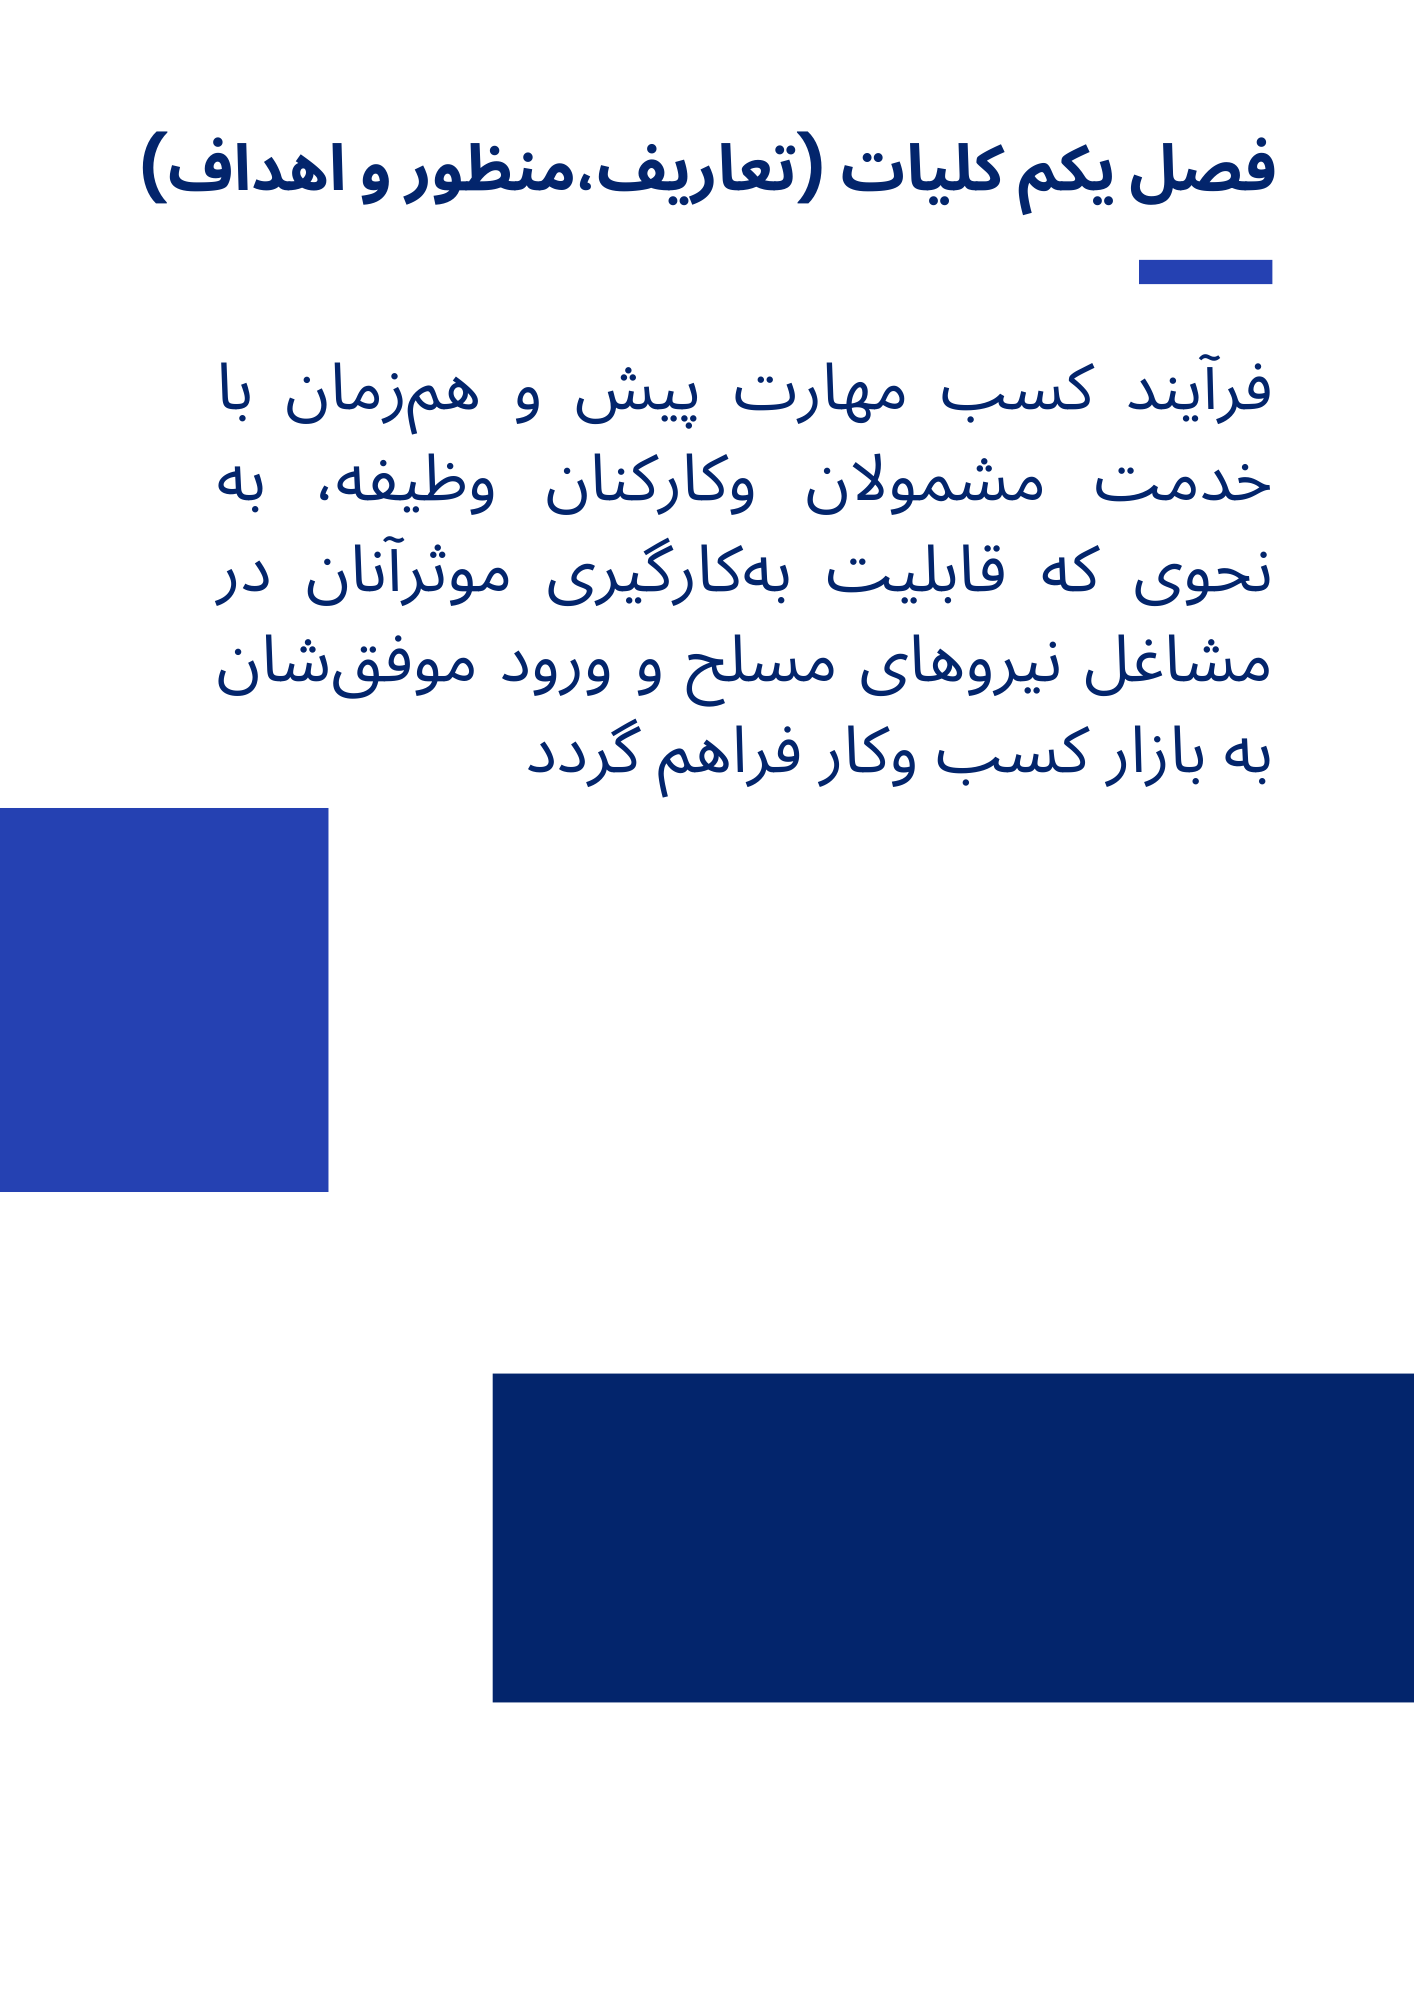 فصل یکم کلیات (تعاریف،منظور و اهداف)
فرآیند کسب مهارت پیش و هم‌زمان با
خدمت مشمولان وکارکنان وظیفه، به
نحوی که قابلیت به‌کارگیری موثرآنان در
مشاغل نیروهای مسلح و ورود موفق‌شان
به بازار کسب وکار فراهم گردد